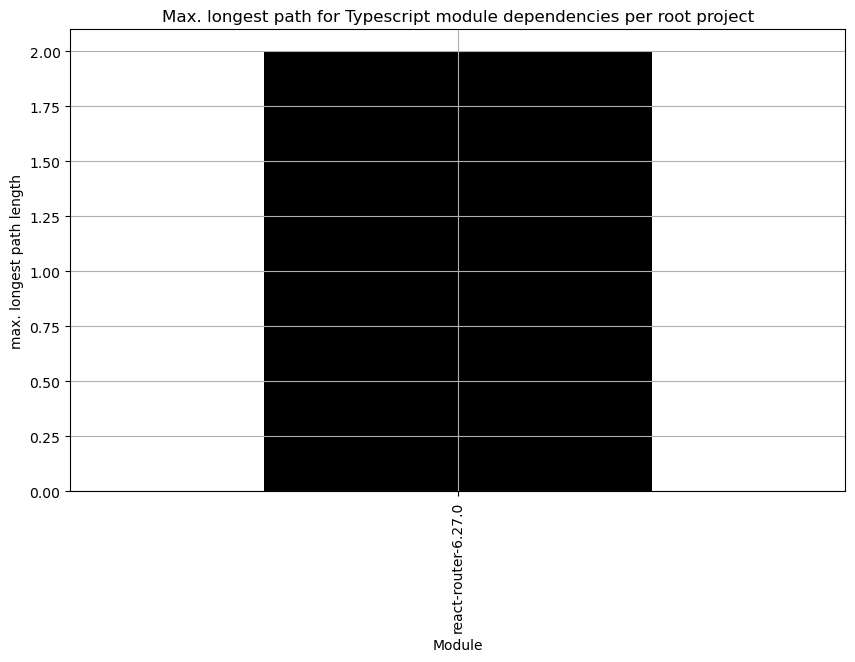 Max. longest path for Typescript module dependencies per root project
max. longest path length
2.00
1.75
1.50
1.25
1.00
0.75
0.50
0.25
0.00
react-router-6.27.0
Module